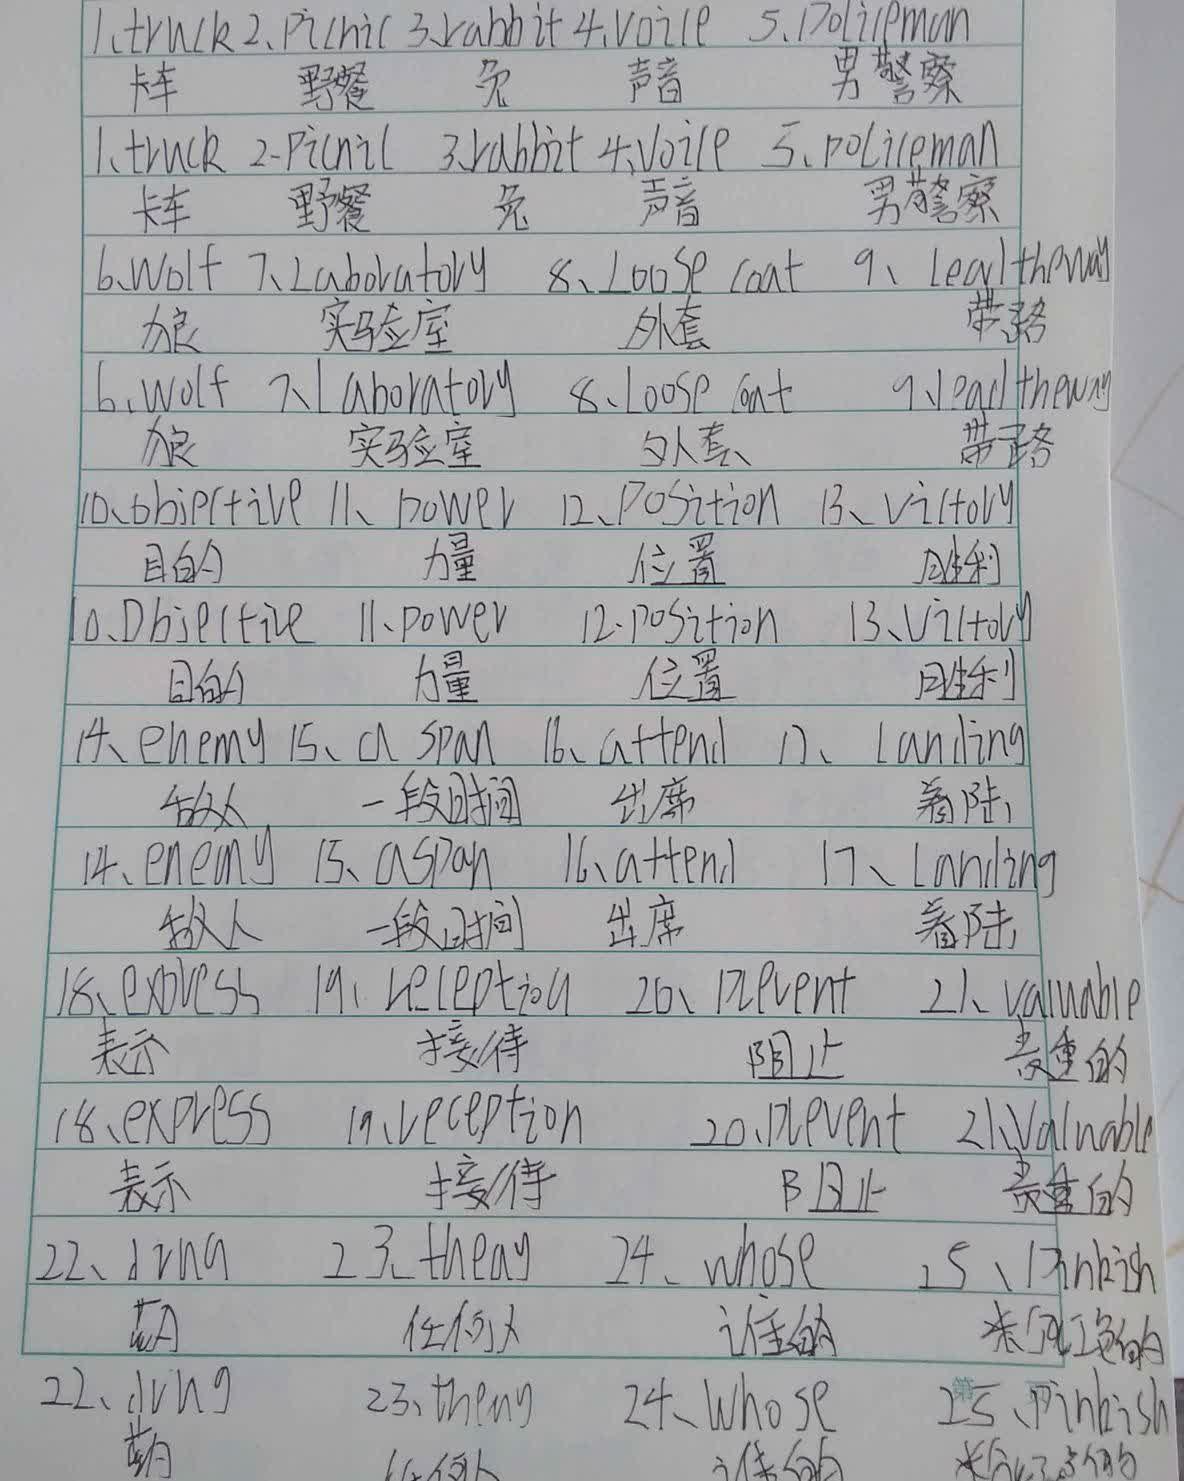 1.truck 2.Picnic 3.rabbit 4.voice 5.Policeman
卡车 野餐 兔 声音 男警察
1.truck 2.Picnic 3.rabbit 4.Voice 5.policeman
卡车 野餐 兔 声音 男警察
6.Wolf 7.Laboratory 8.Loose coat 9.Lead the way
狼 实验室 外套 带路
6.Wolf 7.Laboratory 8.Loose coat 9.lead the way
狼 实验室 外套 带路
10.objective 11.power 12.Position 13.victory
目的 力量 位置 胜利
10.Objective 11.power 12.position 13.Victory
目的 力量 位置 胜利
14.enemy 15.a span 16.attend 17.Landing
敌人 一段时间 出席 着陆
14.enemy 15.a span 16.attend 17.Landing
敌人 一段时间 出席 着陆
18.express 19.reception 20.prevent 21.valuable
表示 接待 阻止 贵重的
18.express 19.reception 20.prevent 21.Valuable
表示 接待 阻止 贵重的
22. 23. 24.whose 25.Pinkish
药 任何人 谁的
22.drug 23. 24.Whose 25.Pinkish
谁的